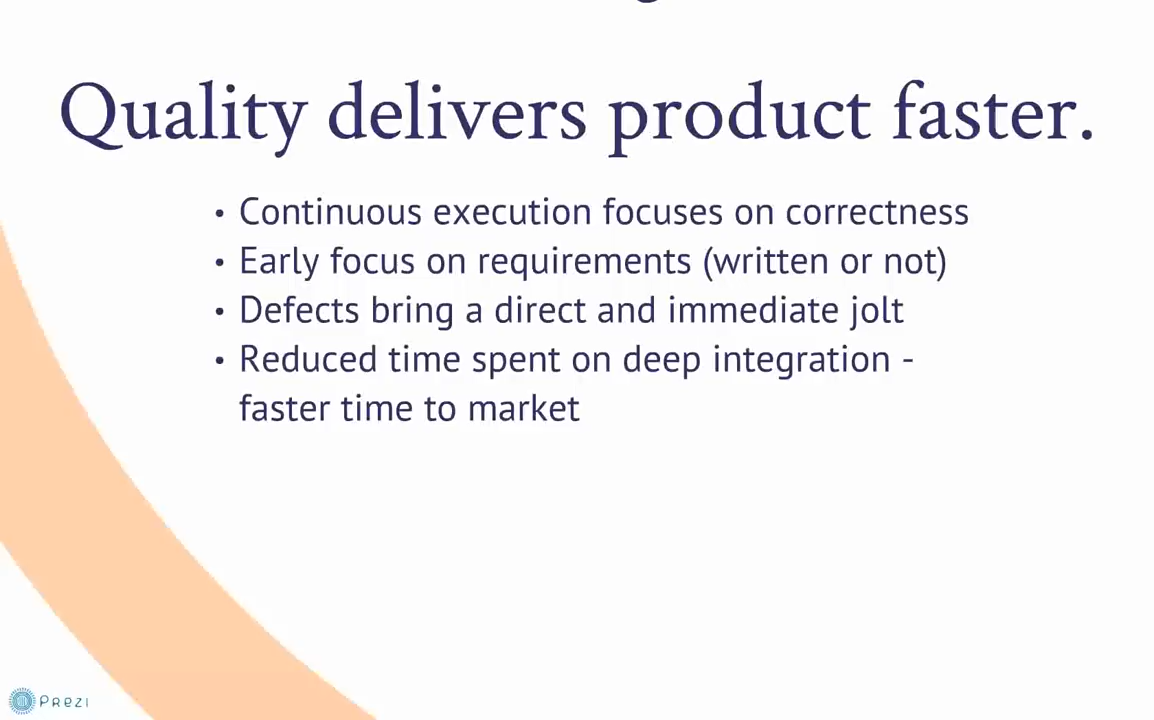 Quality delivers product faster.
• Continuous execution focuses on correctness
• Early focus on requirements (written or not)
• Defects bring a direct and immediate jolt
• Reduced time spent on deep integration -
faster time to market
Prezi